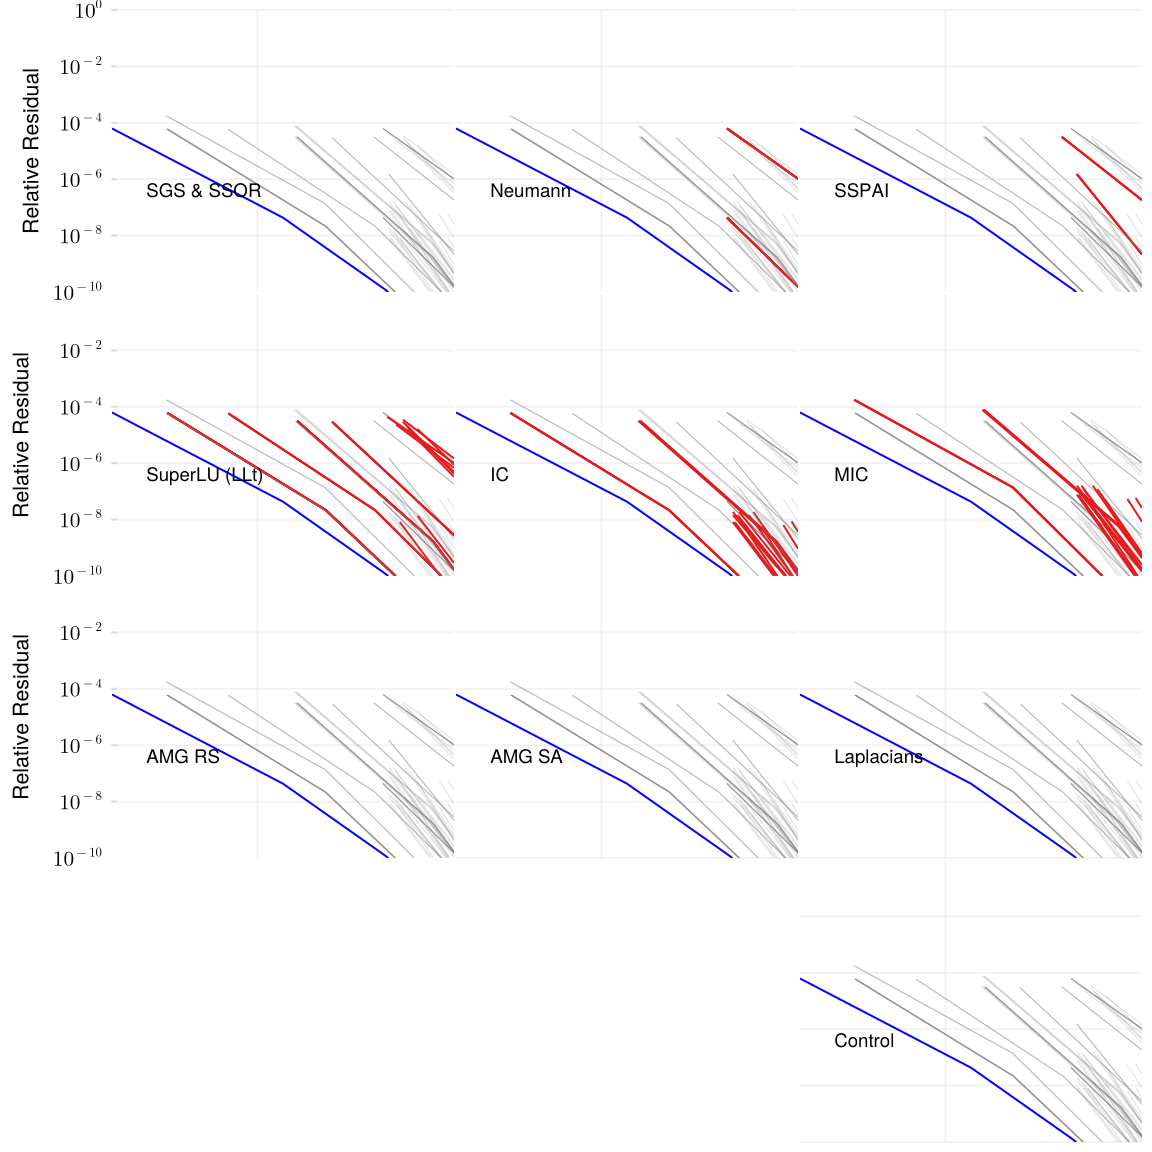 10^0
10^−2
10^−4
10^−6
10^−8
10^−10
Relative Residual
SGS & SSOR
Neumann
SSPAI
10^−2
10^−4
10^−6
10^−8
10^−10
Relative Residual
SuperLU (LLt)
IC
MIC
10^−2
10^−4
10^−6
10^−8
10^−10
Relative Residual
AMG RS
AMG SA
Laplacians
Control